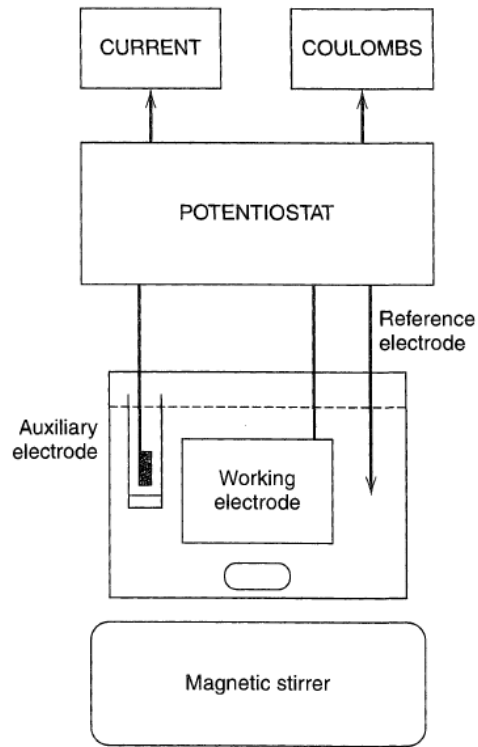 CURRENT
COULOMBS
POTENTIOSTAT
Reference
electrode
Auxiliary
electrode
Working
electrode
Magnetic stirrer